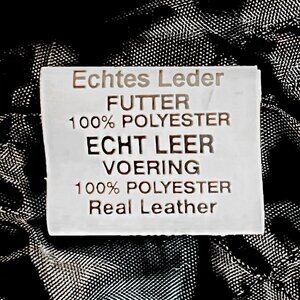 Echtes Leder
FUTTER
100% POLYESTER
ECHT LEER
VOERING
100% POLYESTER
Real Leather